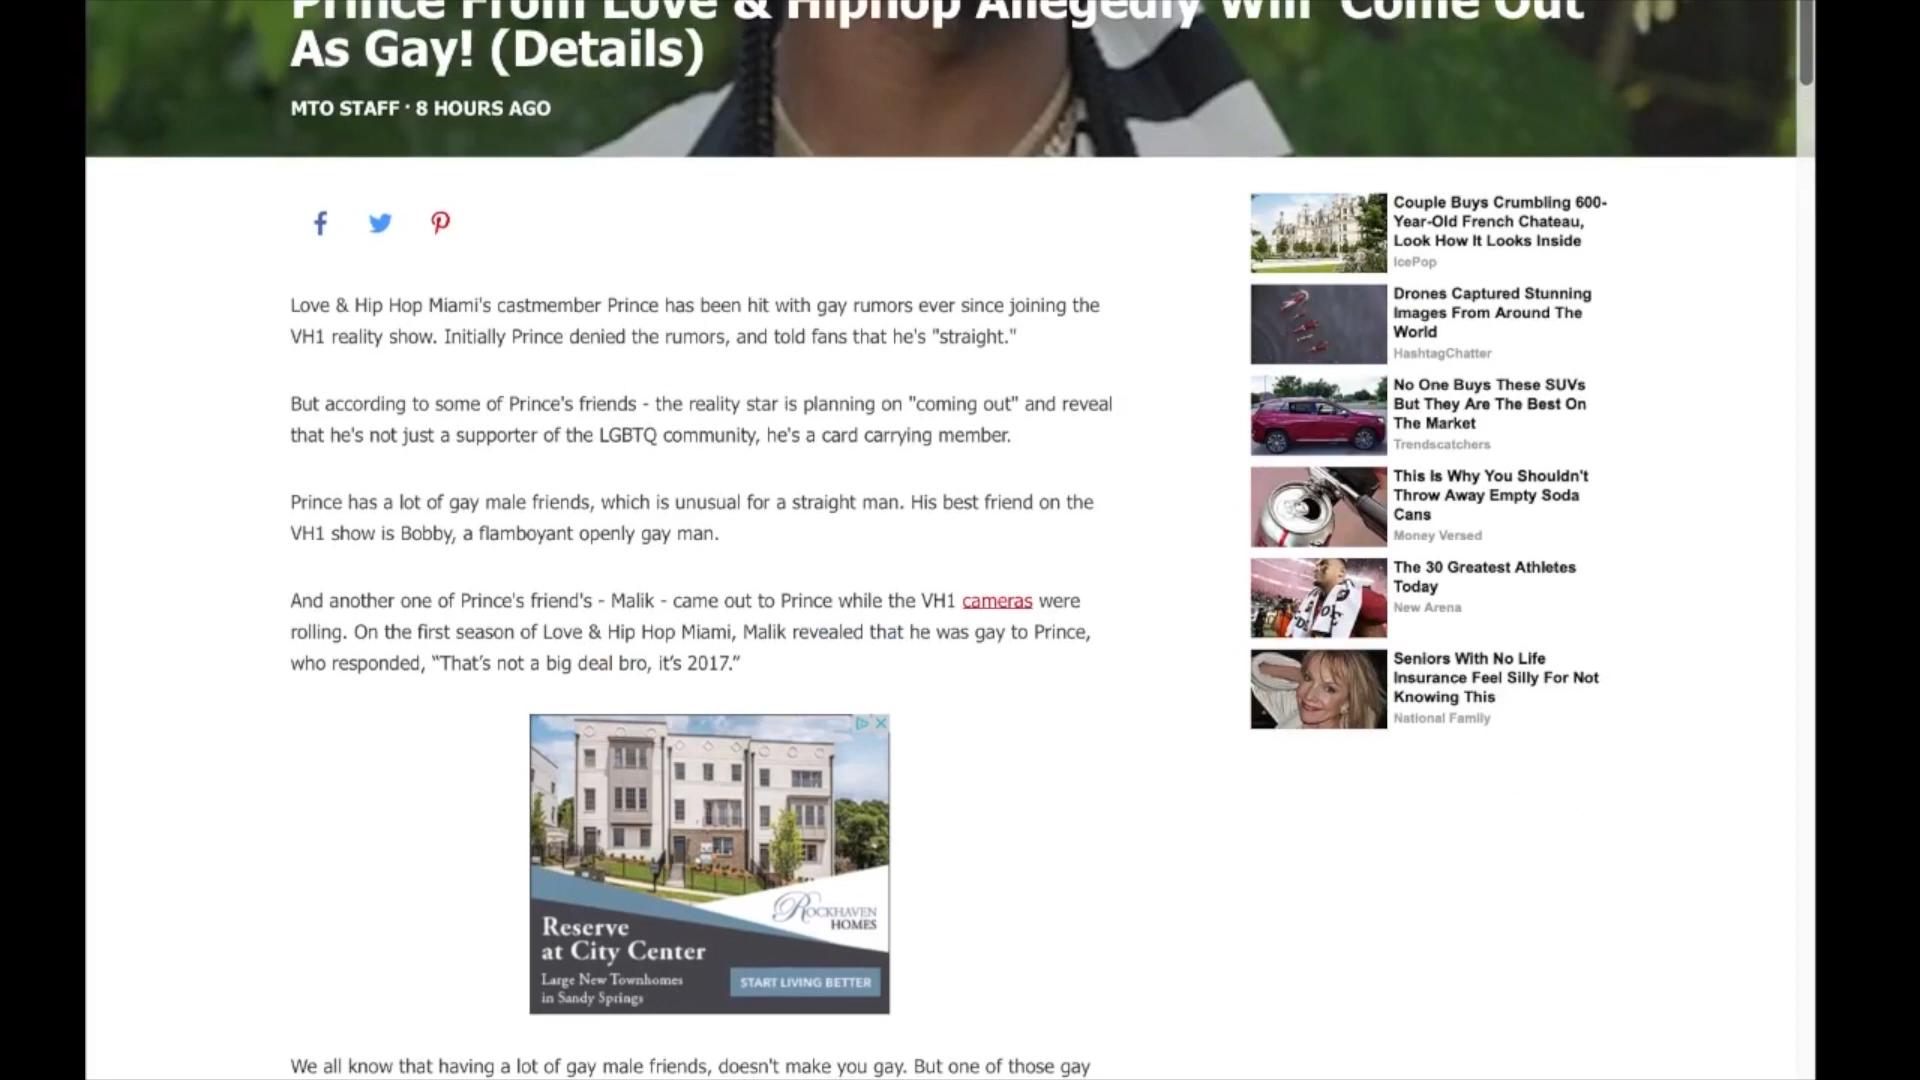 Prince From Love & Hiphop Allegedly Will 'Come Out'
As Gay! (Details)
MTO STAFF · 8 HOURS AGO
Love & Hip Hop Miami's castmember Prince has been hit with gay rumors ever since joining the
VH1 reality show. Initially Prince denied the rumors, and told fans that he's "straight."
But according to some of Prince's friends - the reality star is planning on "coming out" and reveal
that he's not just a supporter of the LGBTQ community, he's a card carrying member.
Prince has a lot of gay male friends, which is unusual for a straight man. His best friend on the
VH1 show is Bobby, a flamboyant openly gay man.
And another one of Prince's friend's - Malik - came out to Prince while the VH1 cameras were
rolling. On the first season of Love & Hip Hop Miami, Malik revealed that he was gay to Prince,
who responded, “That’s not a big deal bro, it’s 2017.”
ROCKHAVEN
HOMES
Reserve
at City Center
Large New Townhomes
in Sandy Springs
START LIVING BETTER
We all know that having a lot of gay male friends, doesn't make you gay. But one of those gay
Couple Buys Crumbling 600-
Year-Old French Chateau,
Look How It Looks Inside
IcePop
Drones Captured Stunning
Images From Around The
World
HashtagChatter
No One Buys These SUVs
But They Are The Best On
The Market
Trendscatchers
This Is Why You Shouldn't
Throw Away Empty Soda
Cans
Money Versed
The 30 Greatest Athletes
Today
New Arena
Seniors With No Life
Insurance Feel Silly For Not
Knowing This
National Family